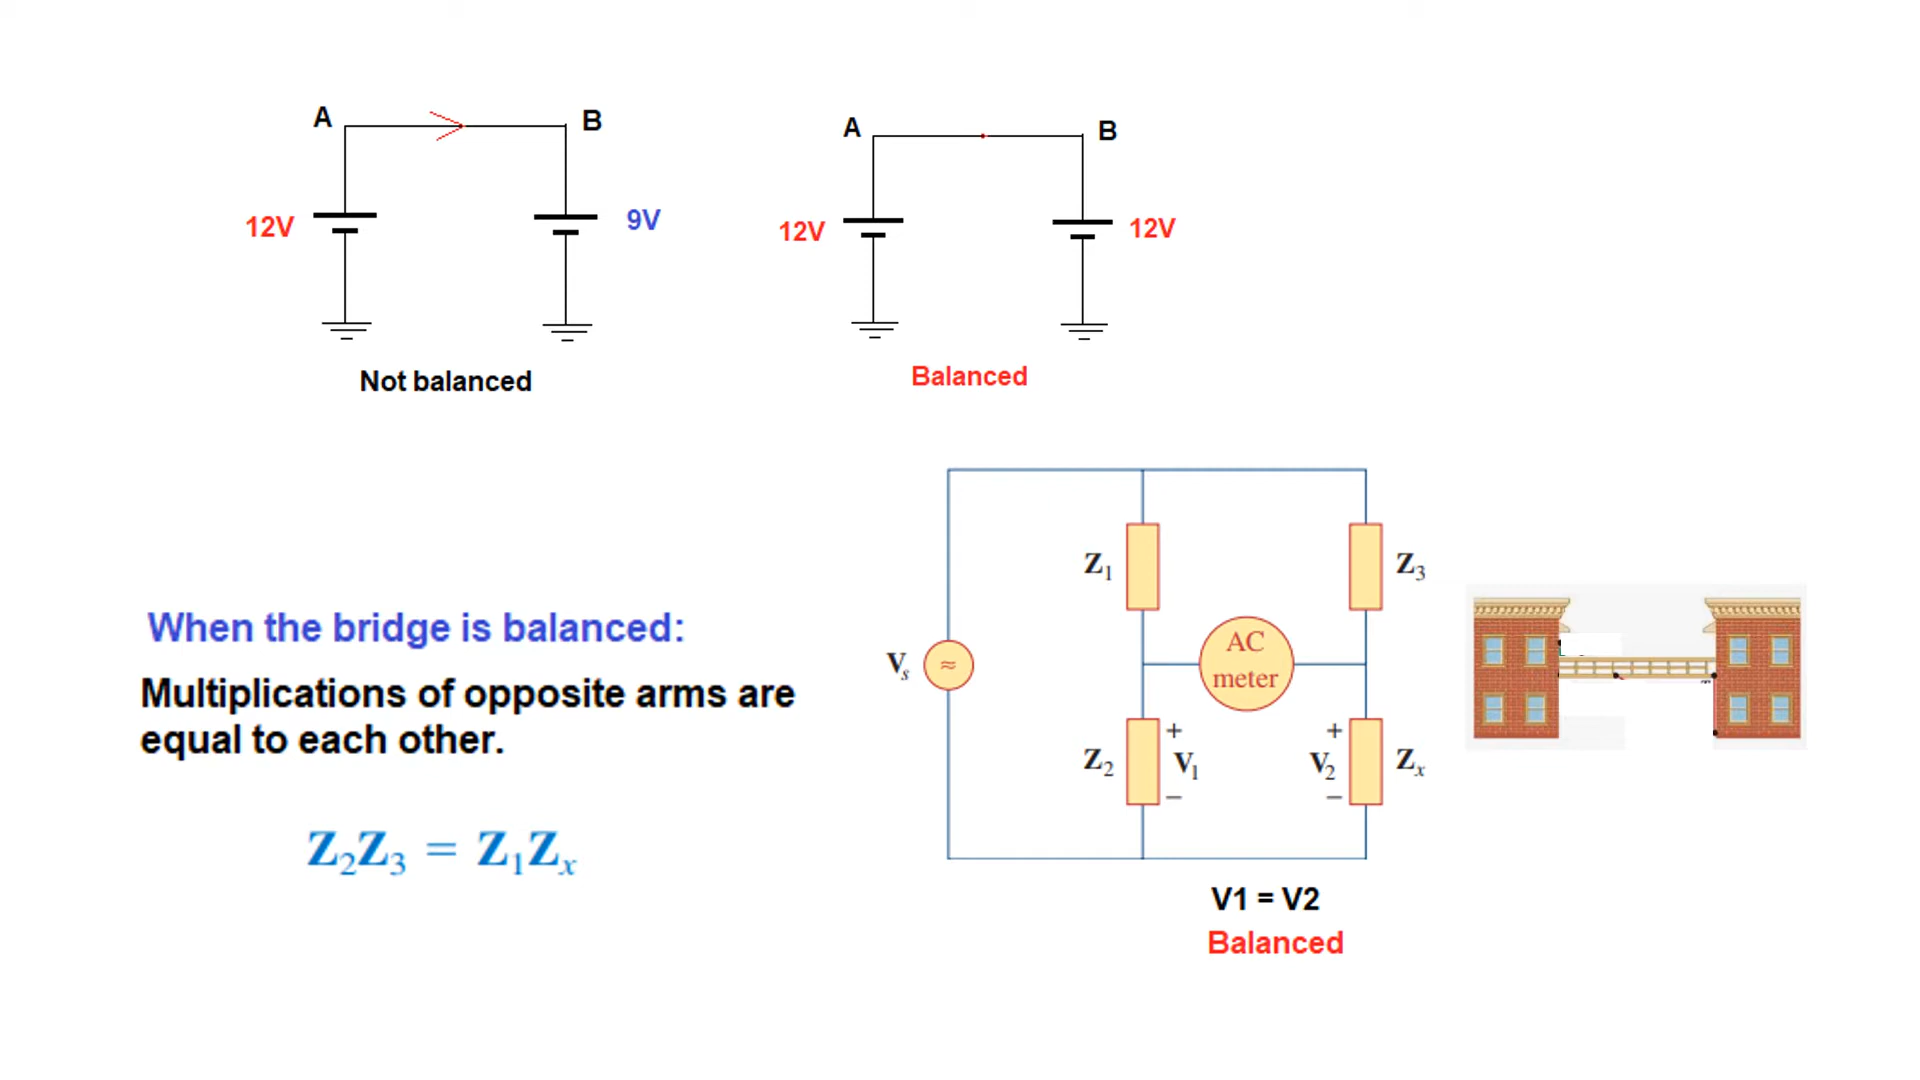 A
B
12V
9V
Not balanced
A
B
12V
12V
Balanced
When the bridge is balanced:
Multiplications of opposite arms are
equal to each other.
Z₂Z₃ = Z₁Zₓ
Vₛ
≈
Z₁
Z₃
AC
meter
Z₂
+
V₁
−
+
V₂
−
Zₓ
V1 = V2
Balanced